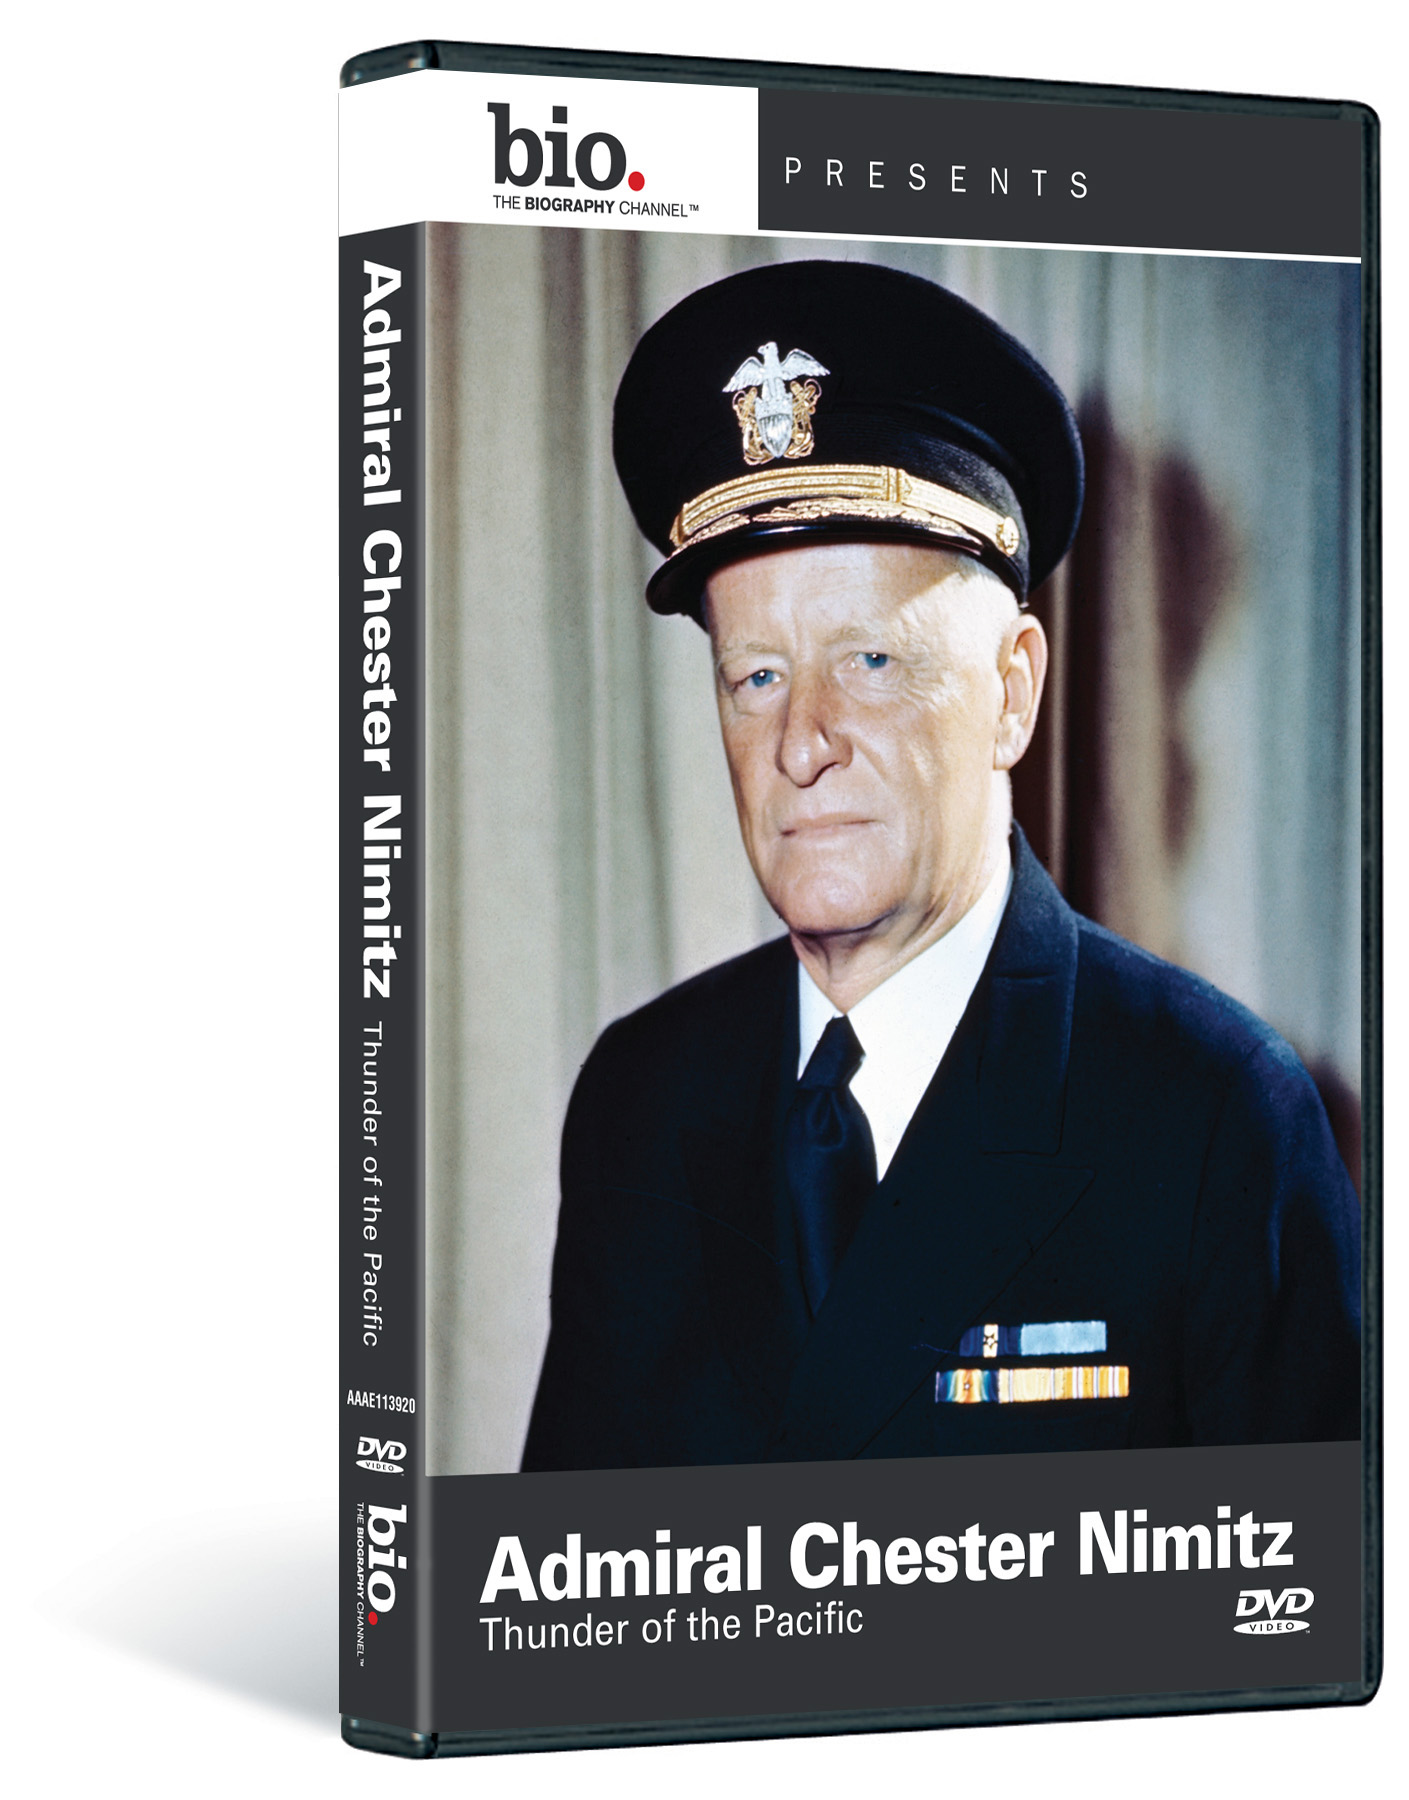 bio.
THE BIOGRAPHY CHANNEL™
PRESENTS
Admiral Chester Nimitz
Thunder of the Pacific
DVD
VIDEO
Admiral Chester Nimitz Thunder of the Pacific
AAAE113920
DVD
VIDEO
bio.
THE BIOGRAPHY CHANNEL™